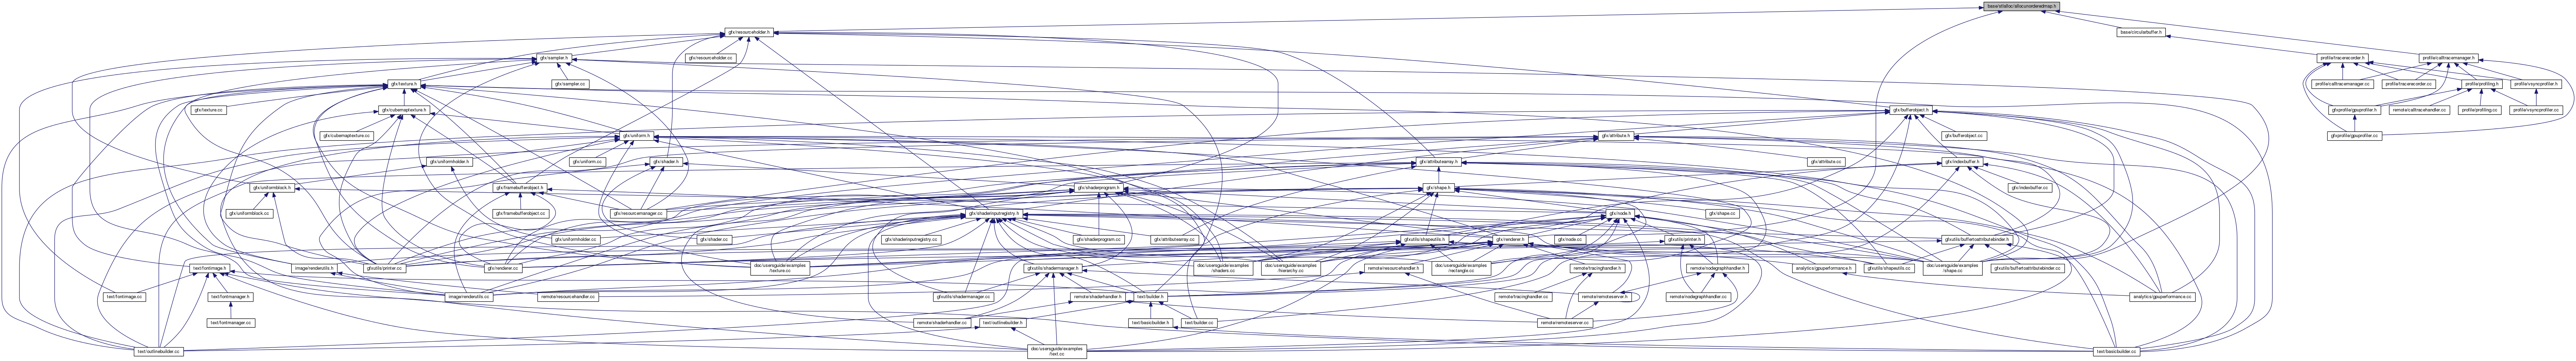 base/stlalloc/allocunorderedmap.h
gfx/resourceholder.h
base/circularbuffer.h
gfx/sampler.h
gfx/resourceholder.cc
profile/tracerecorder.h
profile/calltracemanager.h
gfx/texture.h
gfx/sampler.cc
profile/calltracemanager.cc
profile/tracerecorder.cc
profile/profiling.h
profile/vsyncprofiler.h
gfx/texture.cc
gfx/cubemaptexture.h
gfx/bufferobject.h
gfxprofile/gpuprofiler.h
remote/calltracehandler.cc
profile/profiling.cc
profile/vsyncprofiler.cc
gfx/cubemaptexture.cc
gfx/uniform.h
gfx/attribute.h
gfx/bufferobject.cc
gfxprofile/gpuprofiler.cc
gfx/uniformholder.h
gfx/uniform.cc
gfx/shader.h
gfx/attributearray.h
gfx/attribute.cc
gfx/indexbuffer.h
gfx/uniformblock.h
gfx/framebufferobject.h
gfx/shaderprogram.h
gfx/shape.h
gfx/indexbuffer.cc
gfx/uniformblock.cc
gfx/framebufferobject.cc
gfx/resourcemanager.cc
gfx/shaderinputregistry.h
gfx/node.h
gfx/shape.cc
gfx/uniformholder.cc
gfx/shader.cc
gfx/shaderinputregistry.cc
gfx/shaderprogram.cc
gfx/attributearray.cc
gfxutils/shapeutils.h
gfx/renderer.h
gfx/node.cc
gfxutils/printer.h
gfxutils/buffertoattributebinder.h
text/fontimage.h
image/renderutils.h
gfxutils/printer.cc
gfx/renderer.cc
doc/usersguide/examples
/texture.cc
gfxutils/shadermanager.h
doc/usersguide/examples
/shaders.cc
doc/usersguide/examples
/hierarchy.cc
remote/resourcehandler.h
doc/usersguide/examples
/rectangle.cc
remote/tracinghandler.h
remote/nodegraphhandler.h
analytics/gpuperformance.h
gfxutils/shapeutils.cc
doc/usersguide/examples
/shape.cc
gfxutils/buffertoattributebinder.cc
text/fontimage.cc
text/fontmanager.h
image/renderutils.cc
remote/resourcehandler.cc
gfxutils/shadermanager.cc
remote/shaderhandler.h
text/builder.h
remote/tracinghandler.cc
remote/remoteserver.h
remote/nodegraphhandler.cc
analytics/gpuperformance.cc
text/fontmanager.cc
remote/shaderhandler.cc
text/outlinebuilder.h
text/basicbuilder.h
text/builder.cc
remote/remoteserver.cc
text/outlinebuilder.cc
doc/usersguide/examples
/text.cc
text/basicbuilder.cc